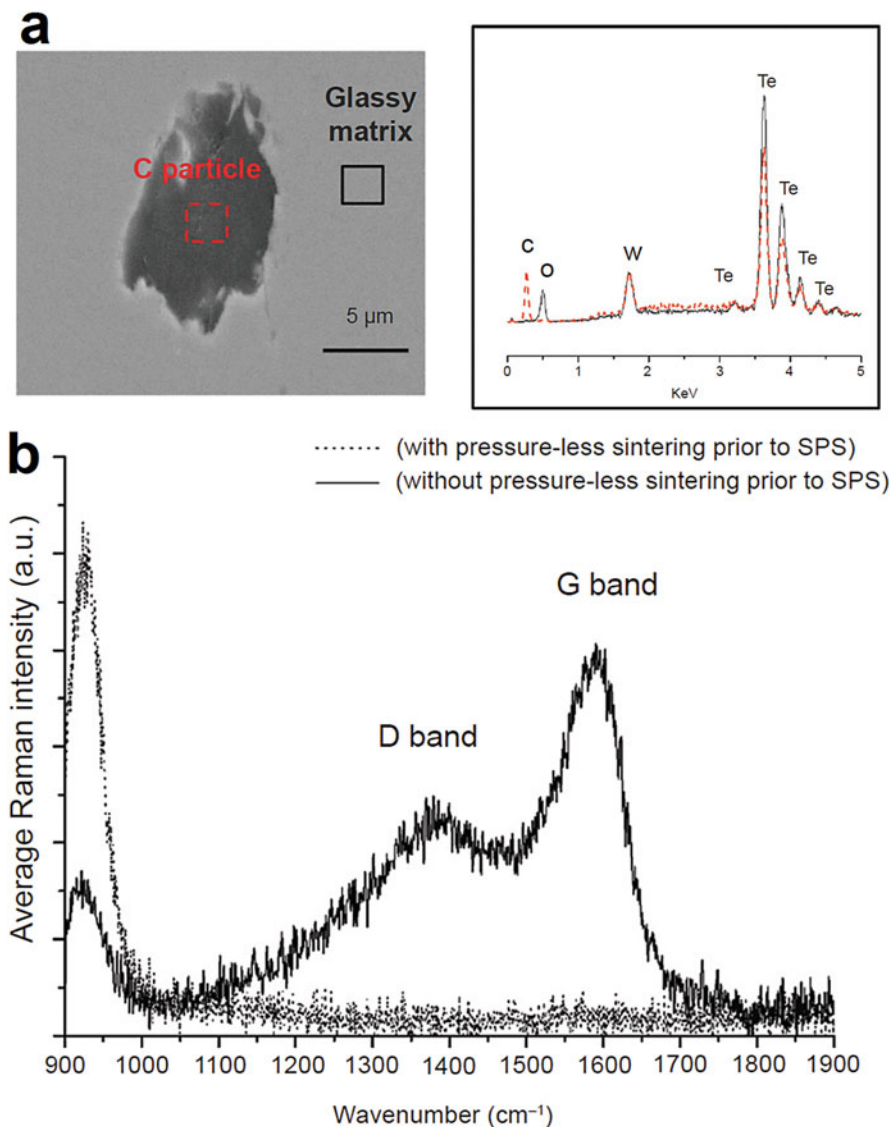 a
Glassy
matrix
C particle
5 µm
C
O
W
Te
Te
Te
Te
Te
0
1
2
3
4
5
KeV
b
(with pressure-less sintering prior to SPS)
(without pressure-less sintering prior to SPS)
G band
D band
Average Raman intensity (a.u.)
900 1000 1100 1200 1300 1400 1500 1600 1700 1800 1900
Wavenumber (cm⁻¹)